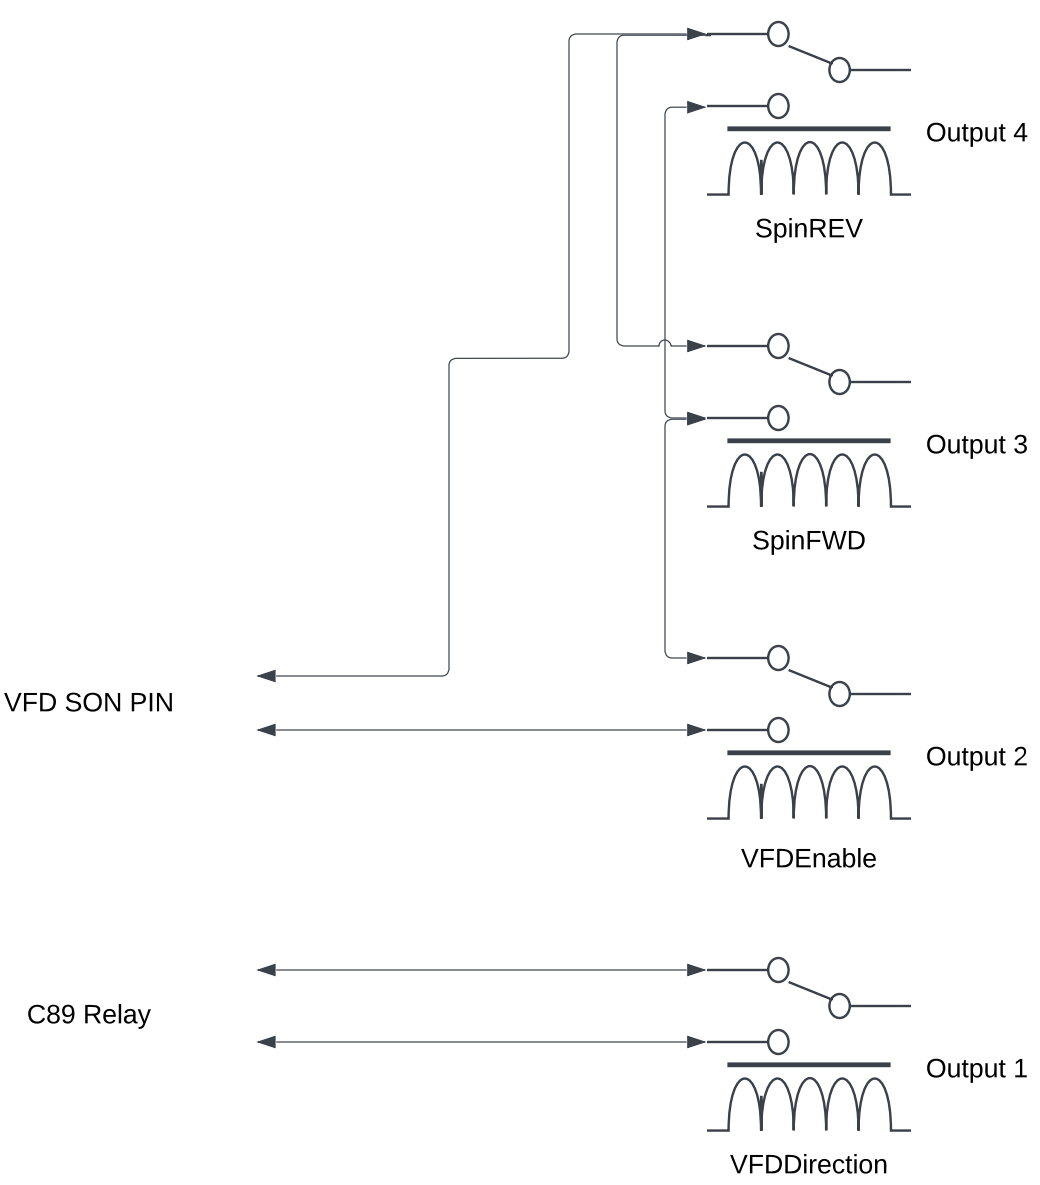 Output 4
SpinREV
Output 3
SpinFWD
VFD SON PIN
Output 2
VFDEnable
C89 Relay
Output 1
VFDDirection